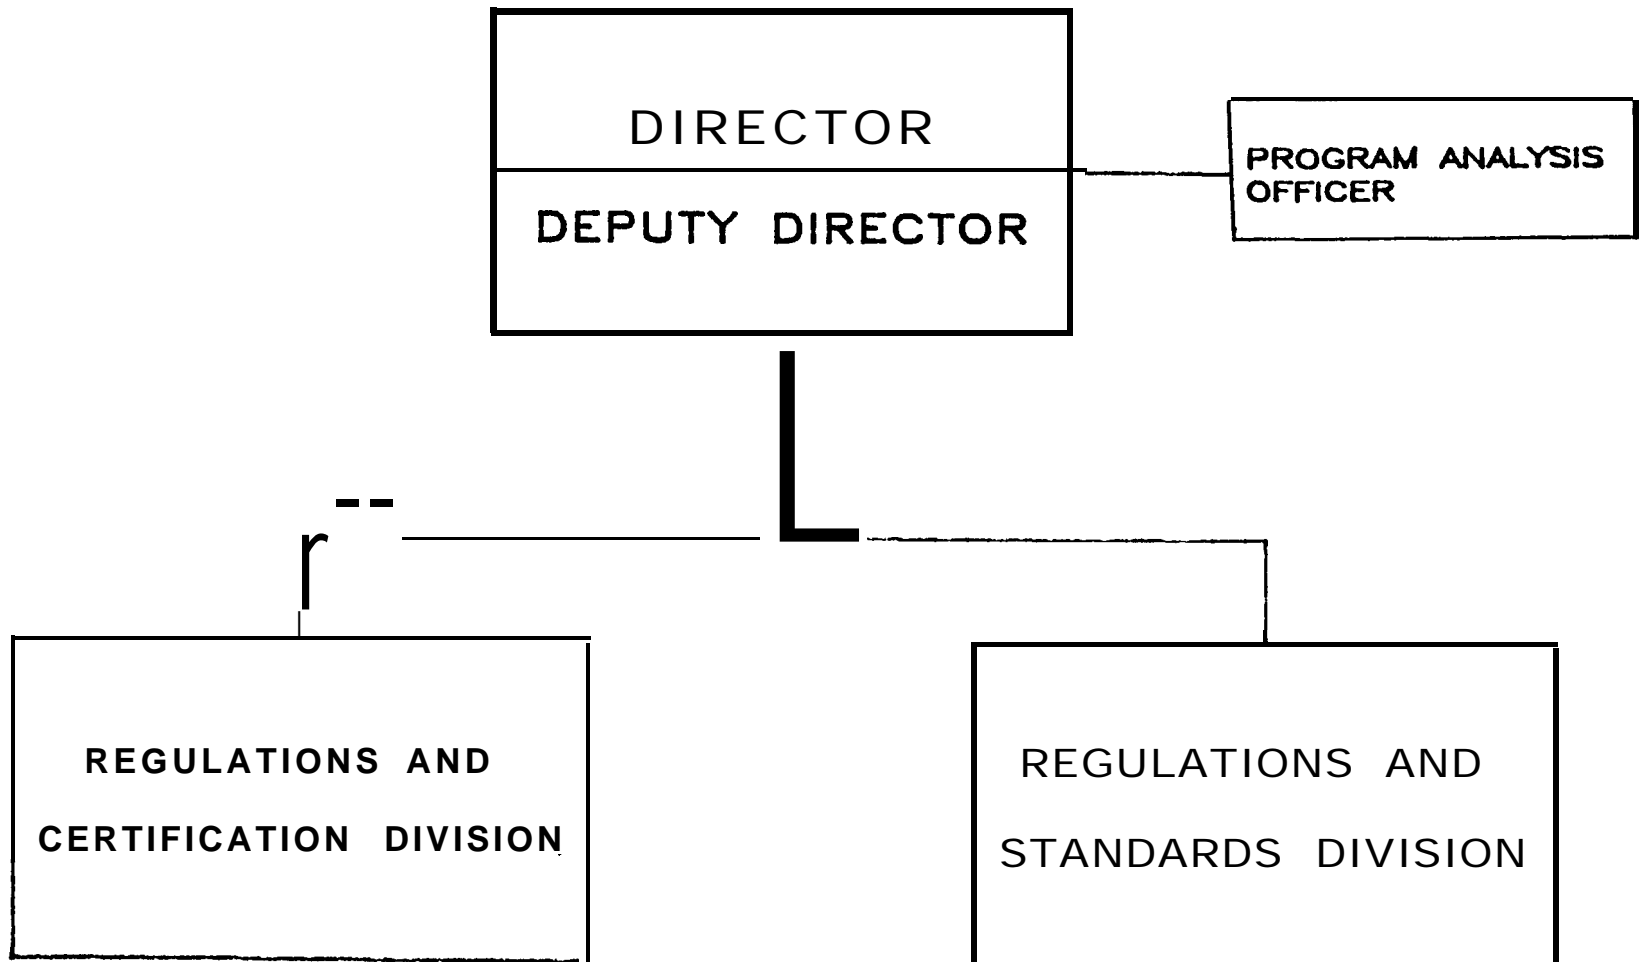 DIRECTOR
DEPUTY DIRECTOR
PROGRAM ANALYSIS
OFFICER
REGULATIONS AND
CERTIFICATION DIVISION
REGULATIONS AND
STANDARDS DIVISION